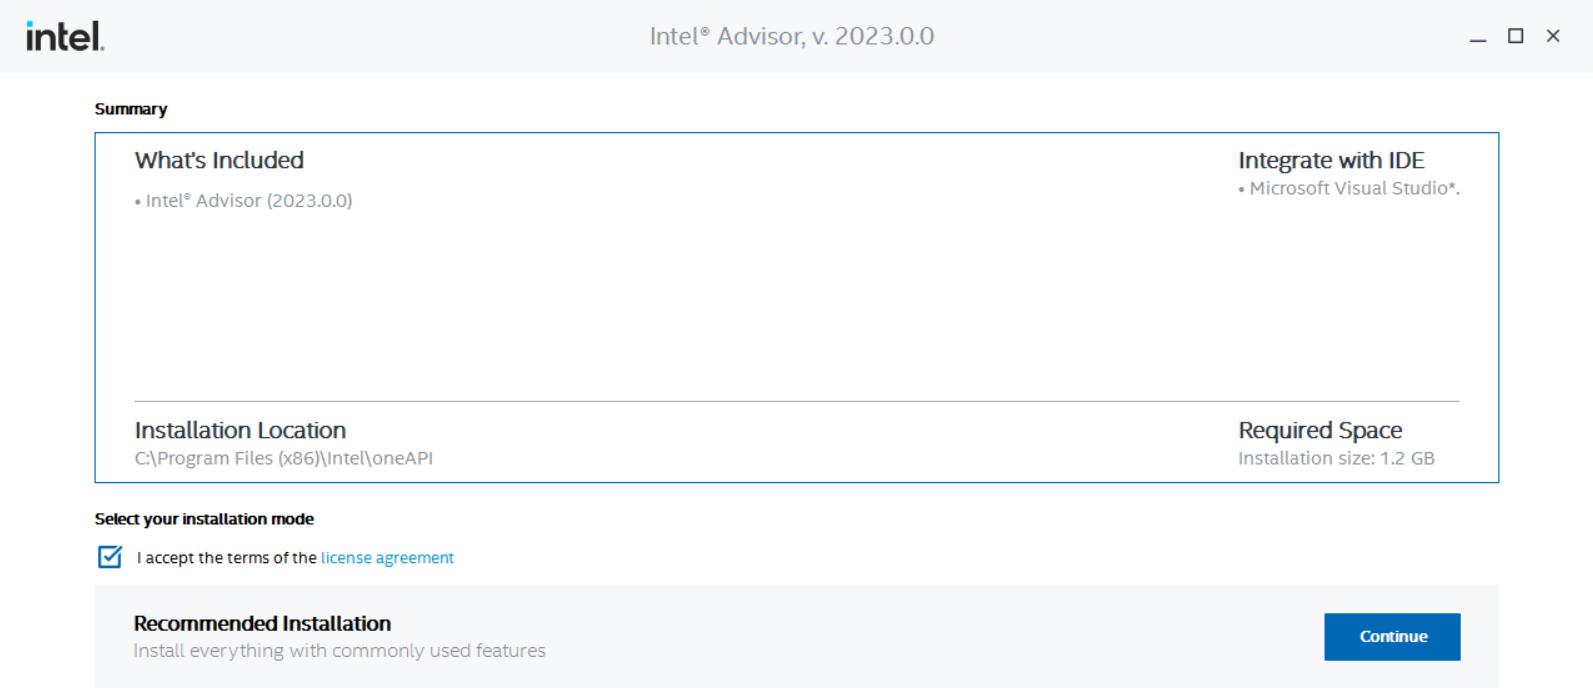 intel.
Intel® Advisor, v. 2023.0.0
Summary
What's Included
• Intel® Advisor (2023.0.0)
Integrate with IDE
• Microsoft Visual Studio*.
Installation Location
C:\Program Files (x86)\Intel\oneAPI
Required Space
Installation size: 1.2 GB
Select your installation mode
I accept the terms of the license agreement
Recommended Installation
Install everything with commonly used features
Continue